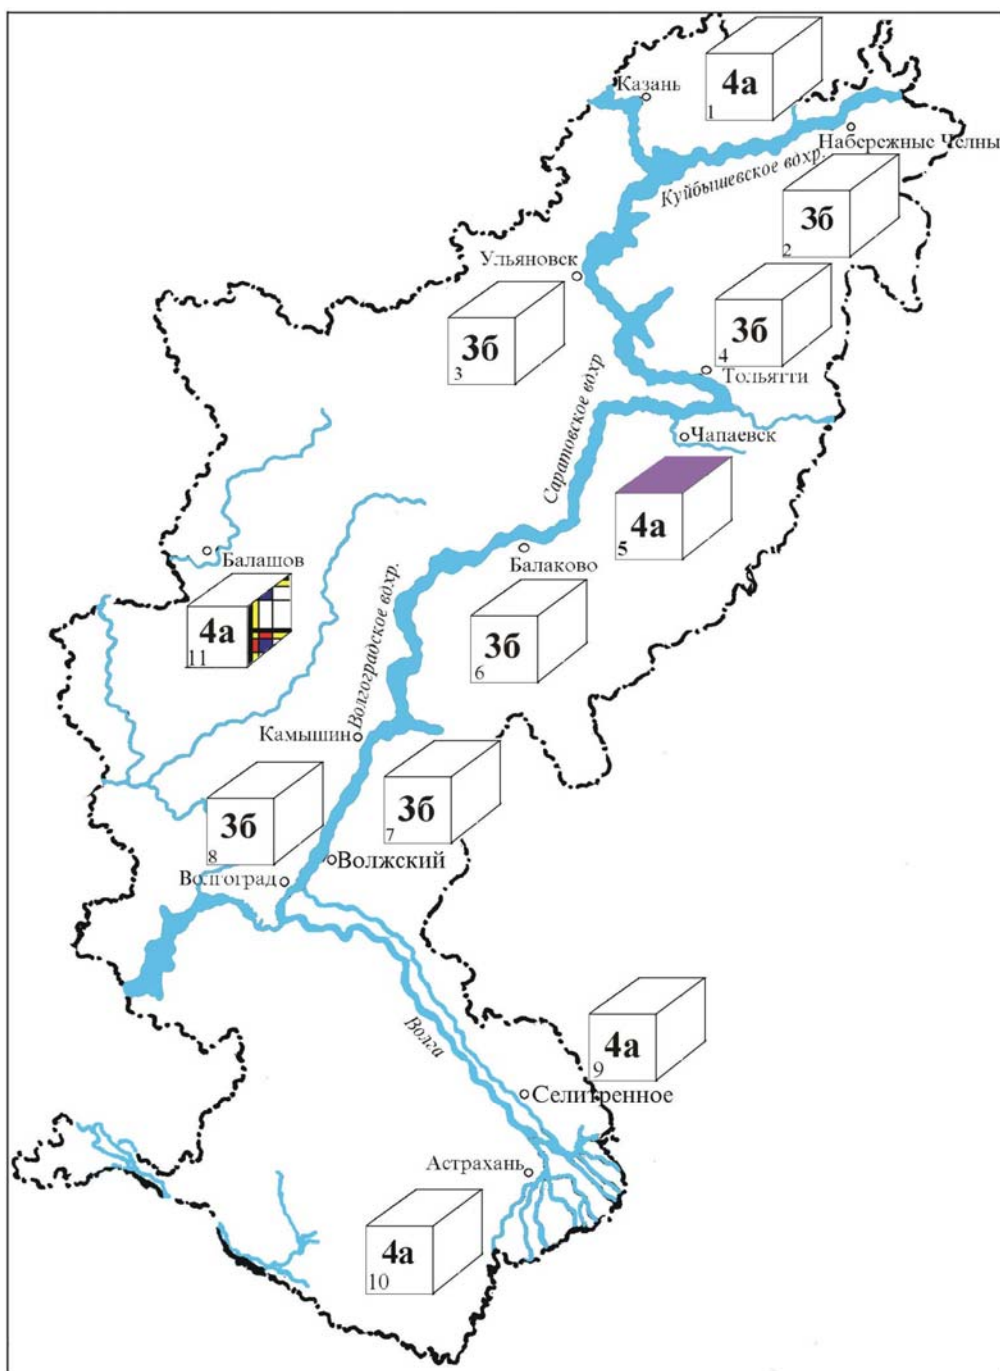 4а
1
Казань
Набережные Челны
Куйбышевское вдхр.
3б
2
Ульяновск
3б
3
3б
4
Тольятти
Саратовское вдхр
Чапаевск
4а
5
Балашов
Балаково
4а
11
3б
6
Волгоградское вдхр.
Камышин
3б
7
3б
8
Волжский
Волгоград
4а
9
Волга
Селитренное
Астрахань
4а
10